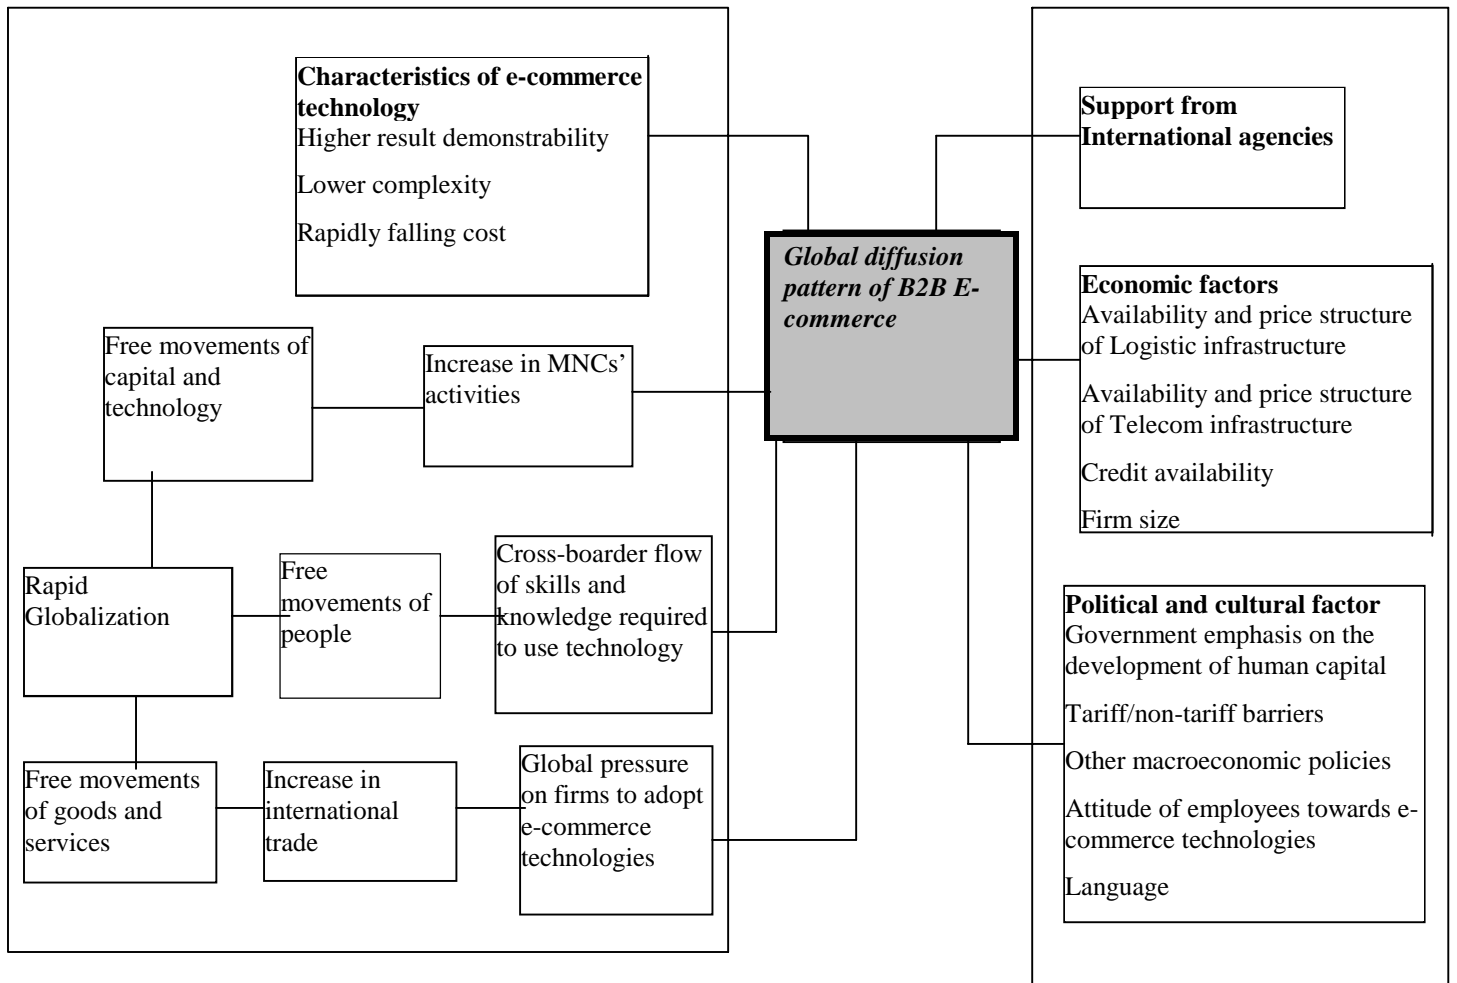 Characteristics of e-commerce
technology
Higher result demonstrability
Lower complexity
Rapidly falling cost
Support from
International agencies
Global diffusion
pattern of B2B E-
commerce
Economic factors
Availability and price structure
of Logistic infrastructure
Availability and price structure
of Telecom infrastructure
Credit availability
Firm size
Free movements of
capital and
technology
Increase in MNCs’
activities
Rapid
Globalization
Free
movements of
people
Cross-boarder flow
of skills and
knowledge required
to use technology
Political and cultural factor
Government emphasis on the
development of human capital
Tariff/non-tariff barriers
Other macroeconomic policies
Attitude of employees towards e-
commerce technologies
Language
Free movements
of goods and
services
Increase in
international
trade
Global pressure
on firms to adopt
e-commerce
technologies